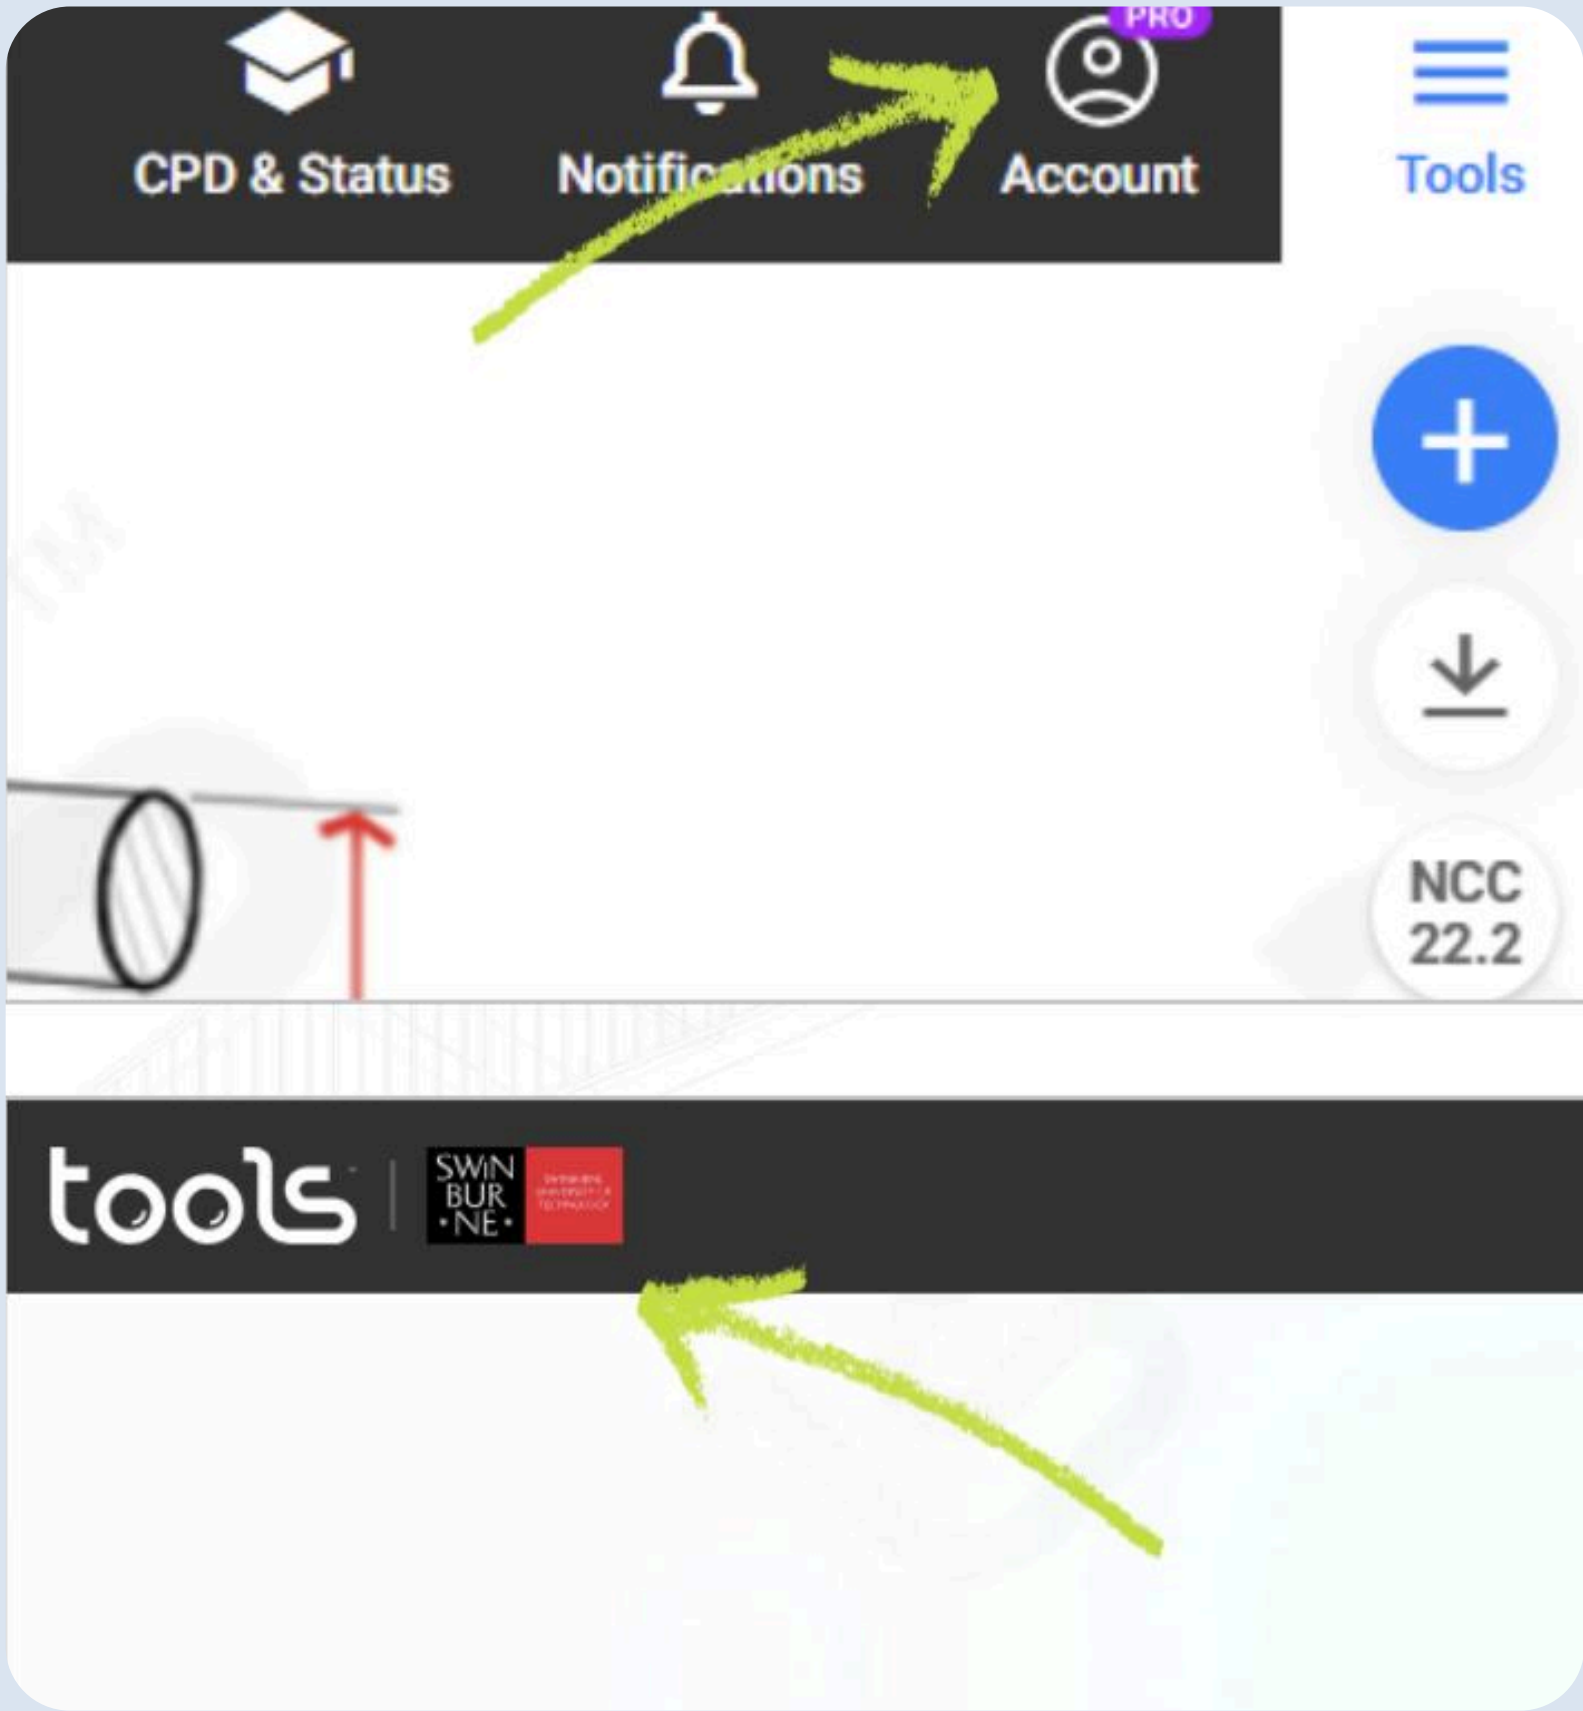 PRO
CPD & Status
Notifications
Account
Tools
NCC
22.2
tools
SWiN
BUR
•NE•